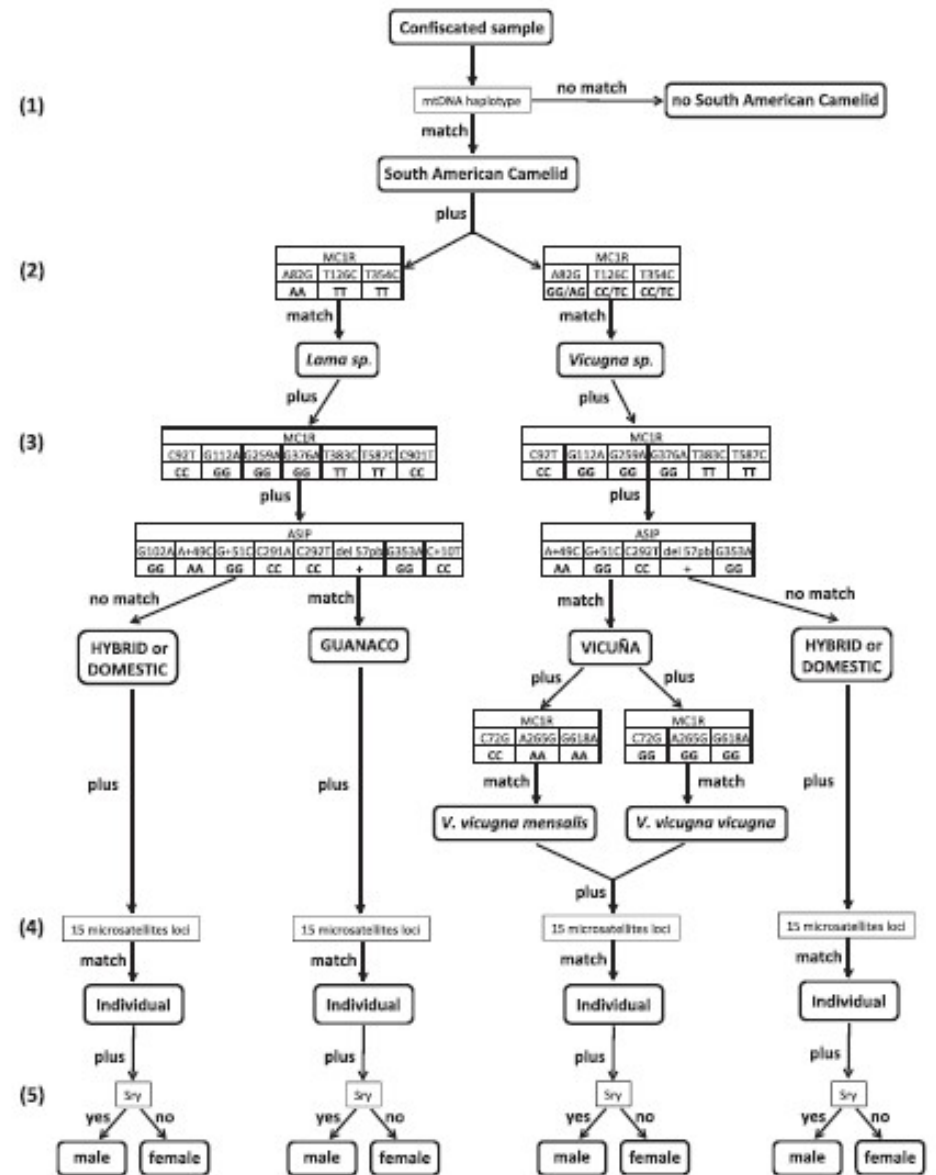 Confiscated sample
(1)
mtDNA haplotype
no match
no South American Camelid
match
South American Camelid
plus
(2)
MC1R
A82G T126C T354C
AA TT TT
MC1R
A82G T126C T354C
GG/AG CC/TC CC/TC
match
match
Lama sp.
Vicugna sp.
plus
plus
(3)
MC1R
C92T G112A G259A G376A T383C T587C C901T
CC GG GG GG TT TT CC
MC1R
C92T G112A G259A G376A T383C T587C
CC GG GG GG TT TT
plus
plus
ASIP
G102A A+49C G+51C C291A C292T del 57pb G353A C+10T
GG AA GG CC CC + GG CC
ASIP
A+49C G+51C C292T del 57pb G353A
AA GG CC + GG
no match
match
match
no match
HYBRID or
DOMESTIC
GUANACO
VICUÑA
HYBRID or
DOMESTIC
plus
plus
MC1R
C72G A265G G618A
CC AA AA
MC1R
C72G A265G G618A
GG GG GG
plus
plus
plus
match
match
V. vicugna mensalis
V. vicugna vicugna
plus
(4)
15 microsatellites loci
15 microsatellites loci
15 microsatellites loci
15 microsatellites loci
match
match
match
match
Individual
Individual
Individual
Individual
plus
plus
plus
plus
(5)
Sry
Sry
Sry
Sry
yes no
yes no
yes no
yes no
male female
male female
male female
male female